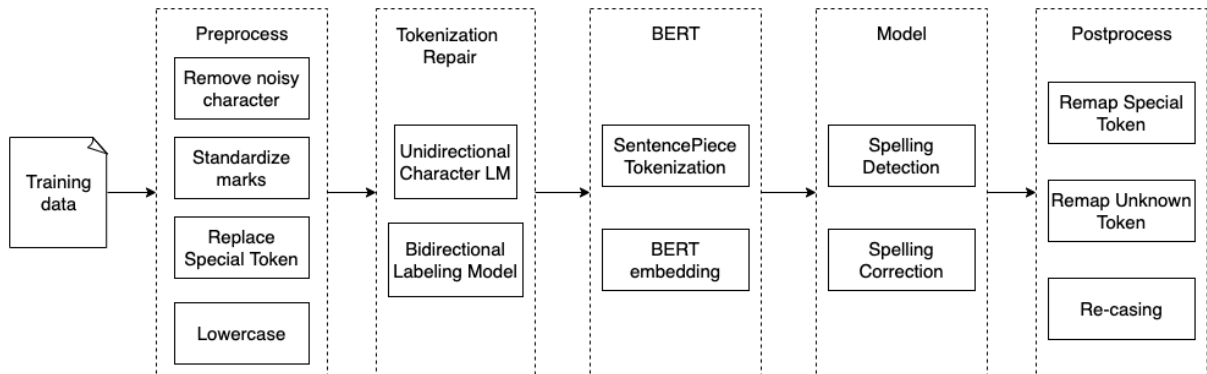 Training
data
Preprocess
Remove noisy
character
Standardize
marks
Replace
Special Token
Lowercase
Tokenization
Repair
Unidirectional
Character LM
Bidirectional
Labeling Model
BERT
SentencePiece
Tokenization
BERT
embedding
Model
Spelling
Detection
Spelling
Correction
Postprocess
Remap Special
Token
Remap Unknown
Token
Re-casing